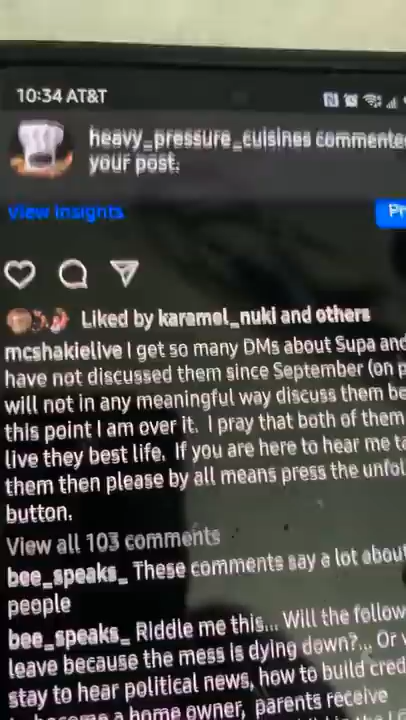 10:34 AT&T
heavy_pressure_cuisines commented
your post.
View Insights
Liked by karamel_nuki and others
mcshakielive I get so many DMs about Supa and
have not discussed them since September (on p
will not in any meaningful way discuss them be
this point I am over it. I pray that both of them
live they best life. If you are here to hear me ta
them then please by all means press the unfol
button.
View all 103 comments
bee_speaks_ These comments say a lot about
people
bee_speaks_ Riddle me this... Will the follow
leave because the mess is dying down?... Or
stay to hear political news, how to build cred
a home owner, parents receive